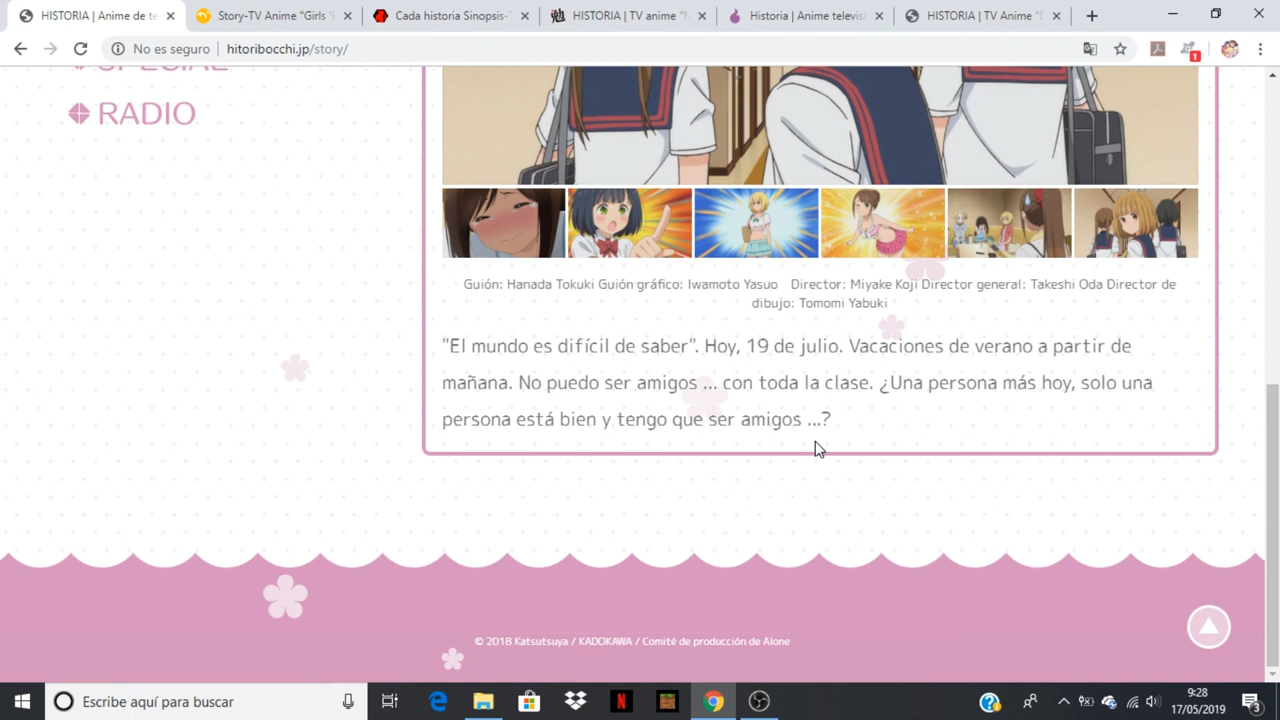 HISTORIA | Anime de te
Story-TV Anime "Girls 'F
Cada historia Sinopsis-T
HISTORIA | TV anime "N
Historia | Anime televisi
HISTORIA | TV Anime "D
No es seguro | hitoribocchi.jp/story/
1
SPECIAL
RADIO
Guión: Hanada Tokuki Guión gráfico: Iwamoto Yasuo Director: Miyake Koji Director general: Takeshi Oda Director de
dibujo: Tomomi Yabuki
"El mundo es difícil de saber". Hoy, 19 de julio. Vacaciones de verano a partir de
mañana. No puedo ser amigos ... con toda la clase. ¿Una persona más hoy, solo una
persona está bien y tengo que ser amigos ...?
© 2018 Katsutsuya / KADOKAWA / Comité de producción de Alone
Escribe aquí para buscar
9:28
17/05/2019
3